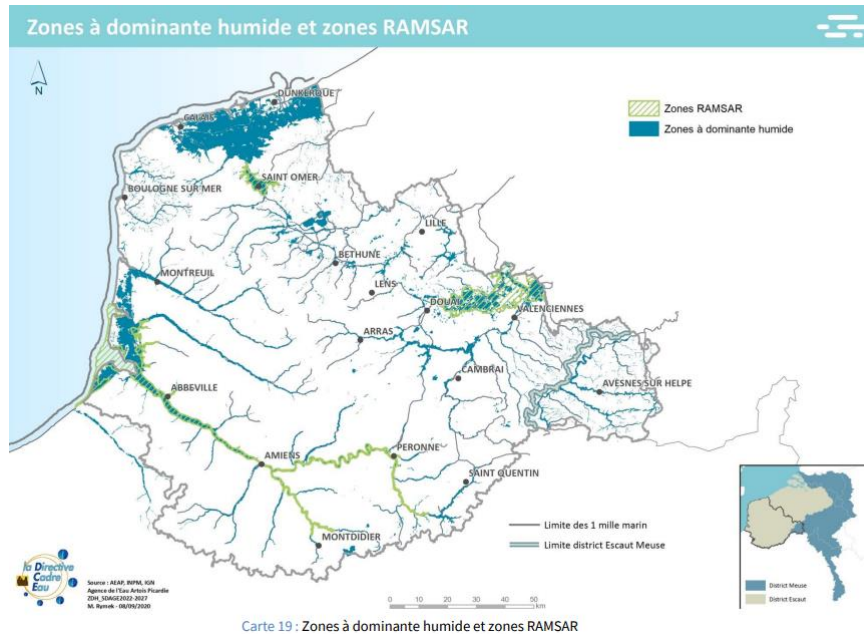 Zones à dominante humide et zones RAMSAR
N
DUNKERQUE
CALAIS
Zones RAMSAR
Zones à dominante humide
SAINT OMER
BOULOGNE SUR MER
LILLE
BETHUNE
MONTREUIL
LENS
DOUAI
VALENCIENNES
ARRAS
CAMBRAI
AVESNES SUR HELPE
ABBEVILLE
PERONNE
AMIENS
SAINT QUENTIN
Limite des 1 mille marin
MONTDIDIER
Limite district Escaut Meuse
la Directive
Cadre
Eau
Source : AEAP, INPM, IGN
Agence de l'Eau Artois Picardie
ZDH_SDAGE2022-2027
M. Rymek - 08/09/2020
0 10 20 30 40 50
km
District Meuse
District Escaut
Carte 19 : Zones à dominante humide et zones RAMSAR